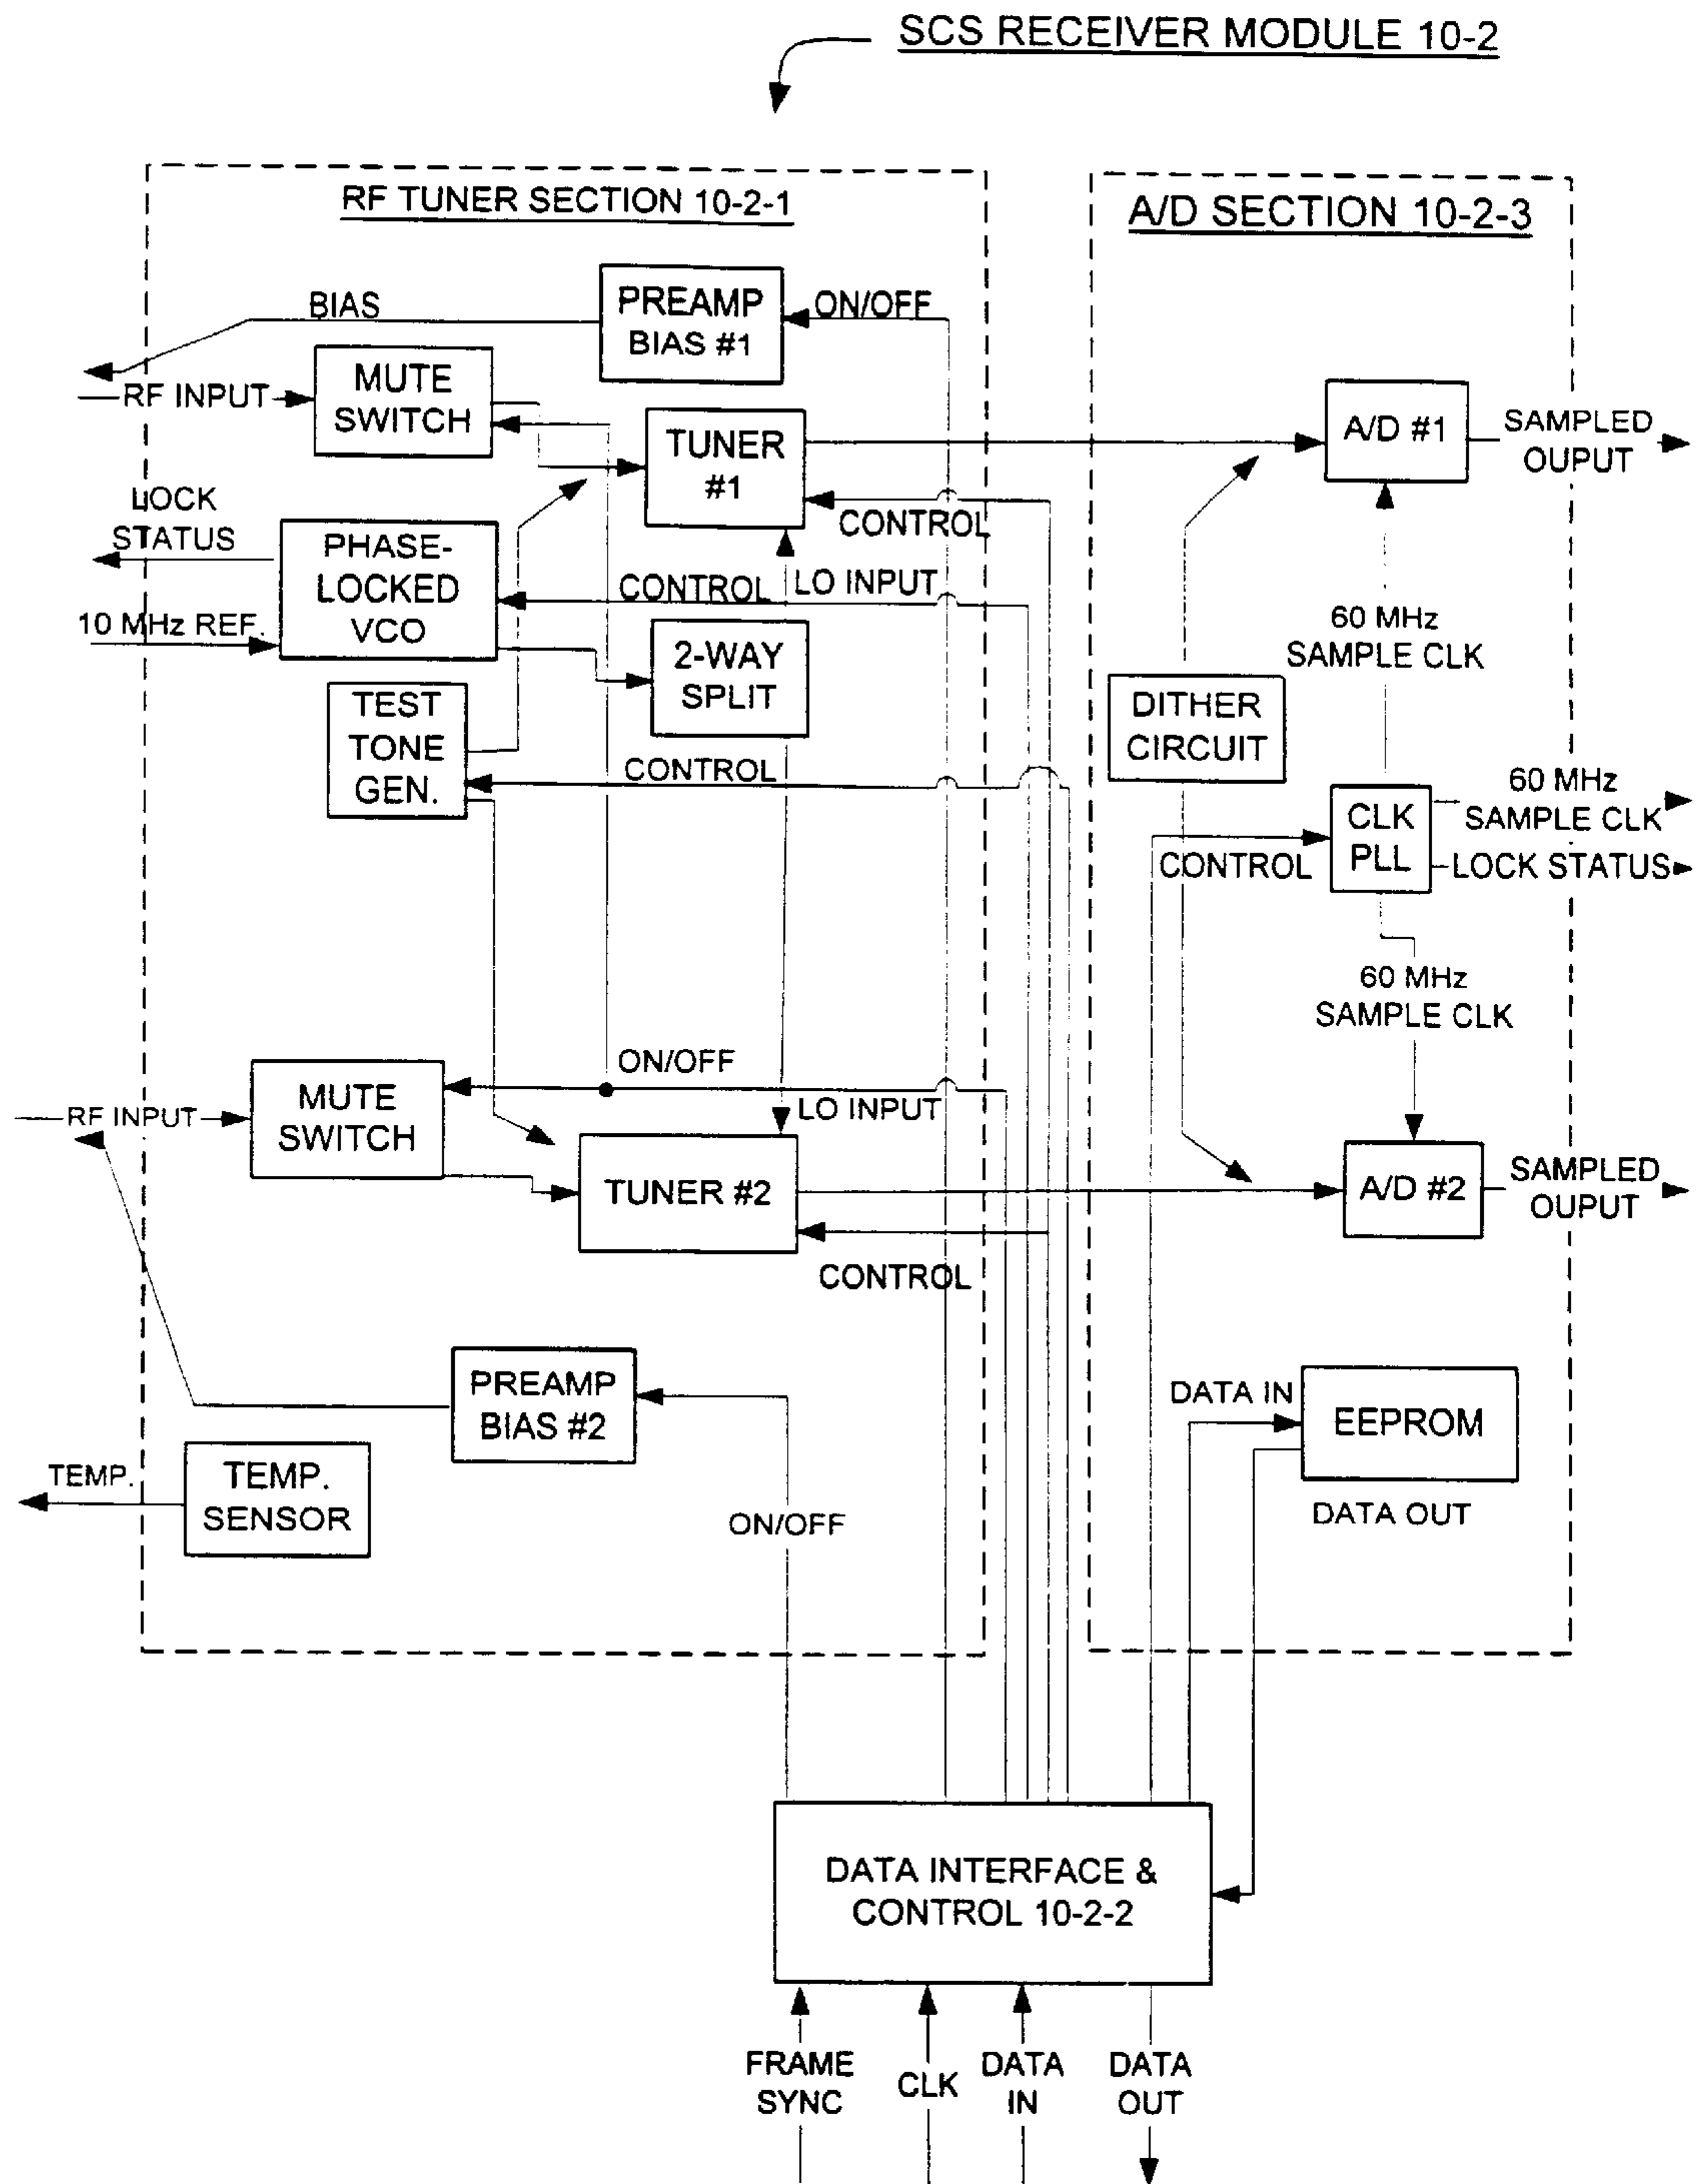 SCS RECEIVER MODULE 10-2
RF TUNER SECTION 10-2-1
A/D SECTION 10-2-3
BIAS
PREAMP
BIAS #1
ON/OFF
RF INPUT
MUTE
SWITCH
TUNER
#1
A/D #1
SAMPLED
OUPUT
LOCK
STATUS
CONTROL
PHASE-
LOCKED
VCO
CONTROL
LO INPUT
10 MHz REF.
60 MHz
SAMPLE CLK
2-WAY
SPLIT
TEST
TONE
GEN.
CONTROL
DITHER
CIRCUIT
CLK
PLL
60 MHz
SAMPLE CLK
CONTROL
LOCK STATUS
60 MHz
SAMPLE CLK
ON/OFF
RF INPUT
MUTE
SWITCH
LO INPUT
TUNER #2
A/D #2
SAMPLED
OUPUT
CONTROL
PREAMP
BIAS #2
DATA IN
EEPROM
TEMP.
TEMP.
SENSOR
ON/OFF
DATA OUT
DATA INTERFACE &
CONTROL 10-2-2
FRAME
SYNC
CLK
DATA
IN
DATA
OUT